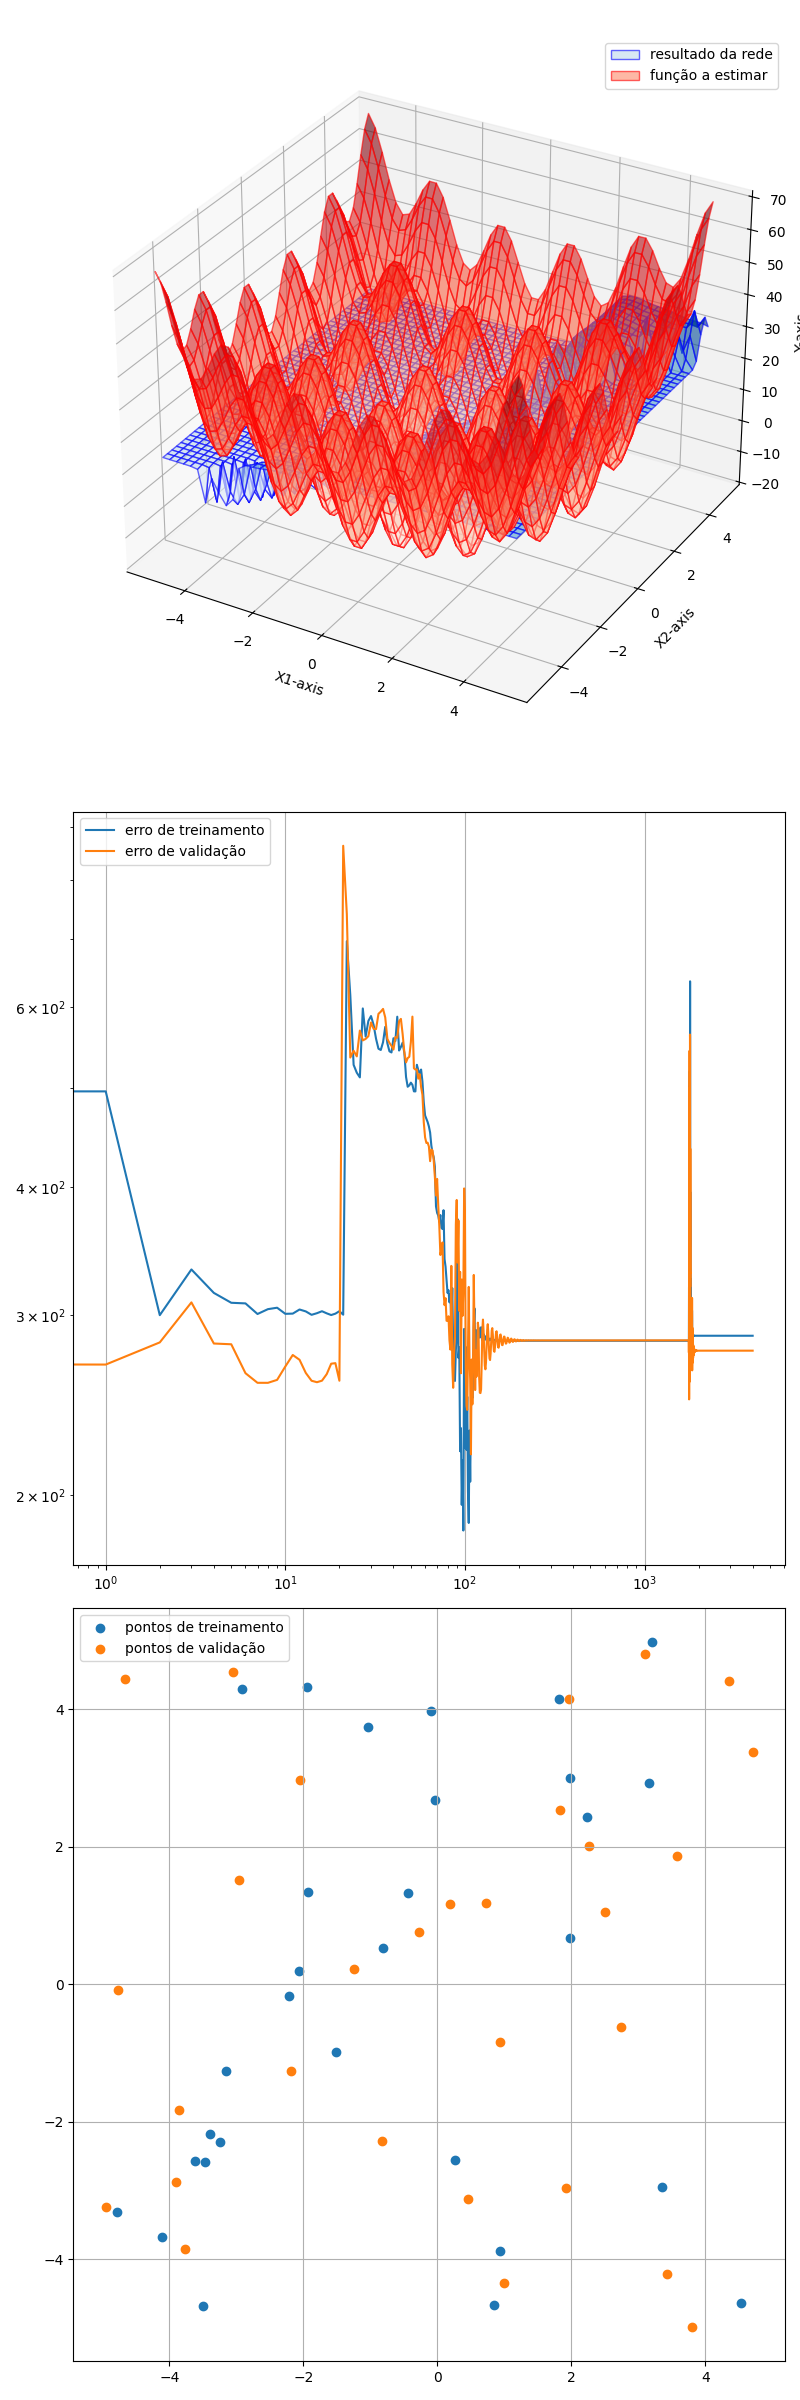 resultado da rede
função a estimar
70
60
50
40
30
20
10
0
−10
−20
4
2
0
−2
−4
X2-axis
−4
−2
0
2
4
X1-axis
erro de treinamento
erro de validação
6 × 10²
4 × 10²
3 × 10²
2 × 10²
10⁰ 10¹ 10² 10³
pontos de treinamento
pontos de validação
4
2
0
−2
−4
−4 −2 0 2 4